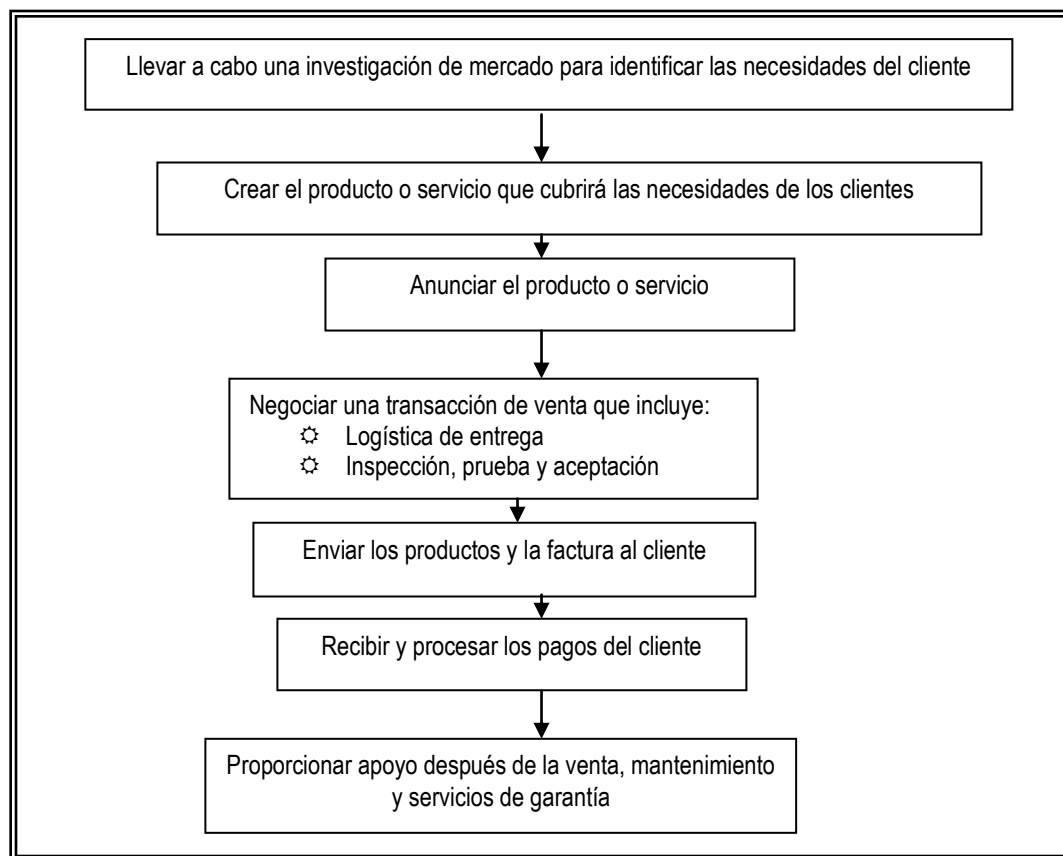 Llevar a cabo una investigación de mercado para identificar las necesidades del cliente
Crear el producto o servicio que cubrirá las necesidades de los clientes
Anunciar el producto o servicio
Negociar una transacción de venta que incluye:
☼ Logística de entrega
☼ Inspección, prueba y aceptación
Enviar los productos y la factura al cliente
Recibir y procesar los pagos del cliente
Proporcionar apoyo después de la venta, mantenimiento
y servicios de garantía